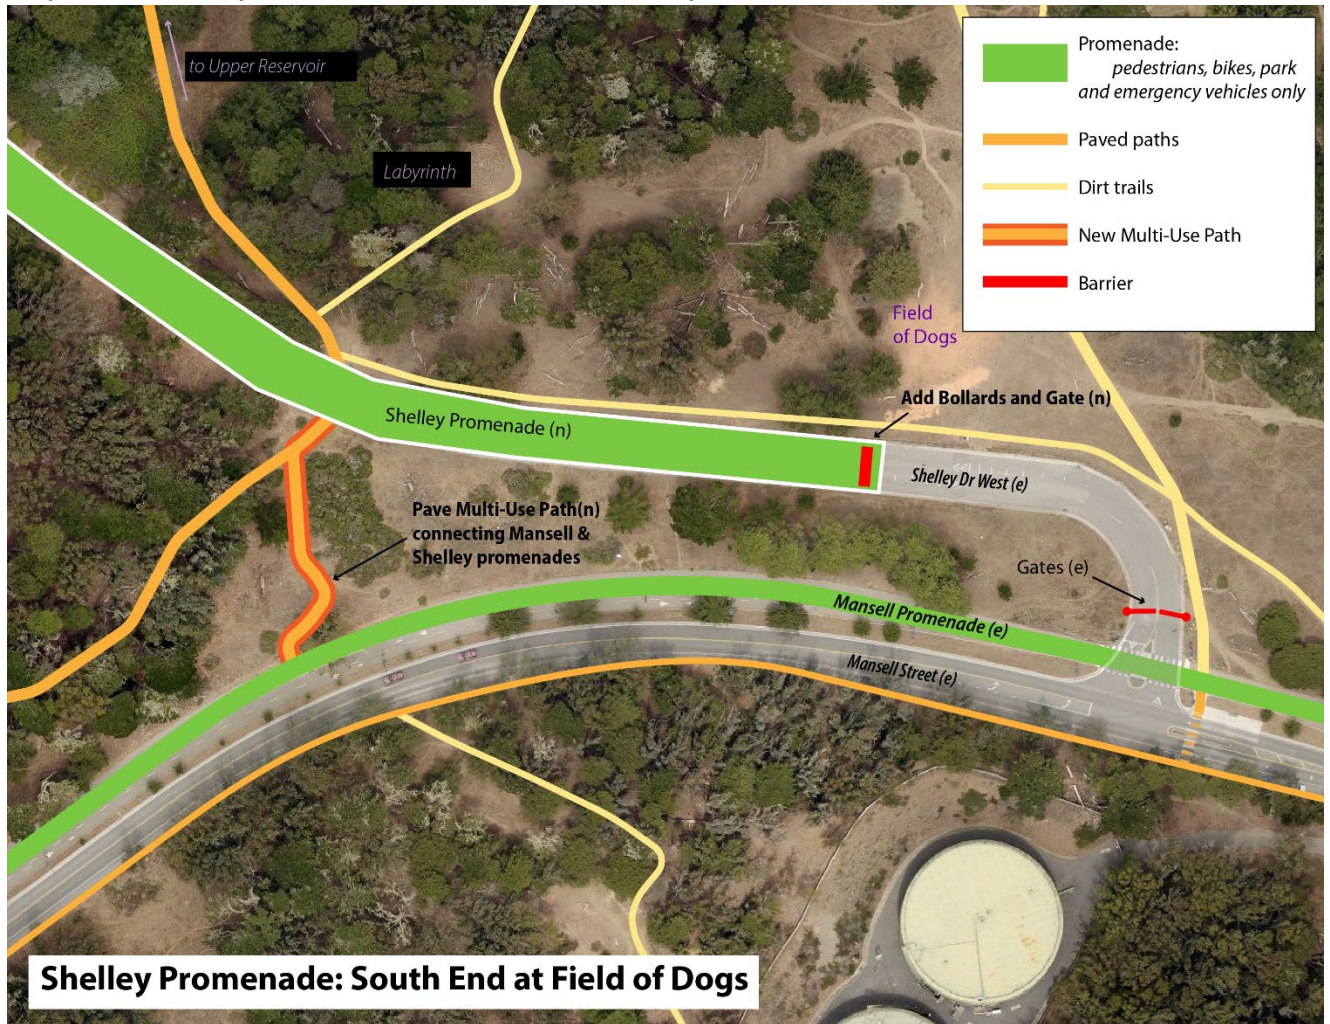 to Upper Reservoir
Labyrinth
Promenade:
pedestrians, bikes, park
and emergency vehicles only
Paved paths
Dirt trails
New Multi-Use Path
Barrier
Field
of Dogs
Add Bollards and Gate (n)
Shelley Promenade (n)
Shelley Dr West (e)
Pave Multi-Use Path(n)
connecting Mansell &
Shelley promenades
Gates (e)
Mansell Promenade (e)
Mansell Street (e)
Shelley Promenade: South End at Field of Dogs